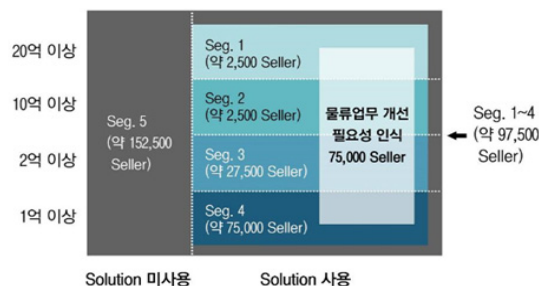 20억 이상
10억 이상
2억 이상
1억 이상
Seg. 5
(약 152,500
Seller)
Seg. 1
(약 2,500 Seller)
Seg. 2
(약 2,500 Seller)
Seg. 3
(약 27,500 Seller)
Seg. 4
(약 75,000 Seller)
물류업무 개선
필요성 인식
75,000 Seller
Seg. 1~4
(약 97,500
Seller)
Solution 미사용
Solution 사용